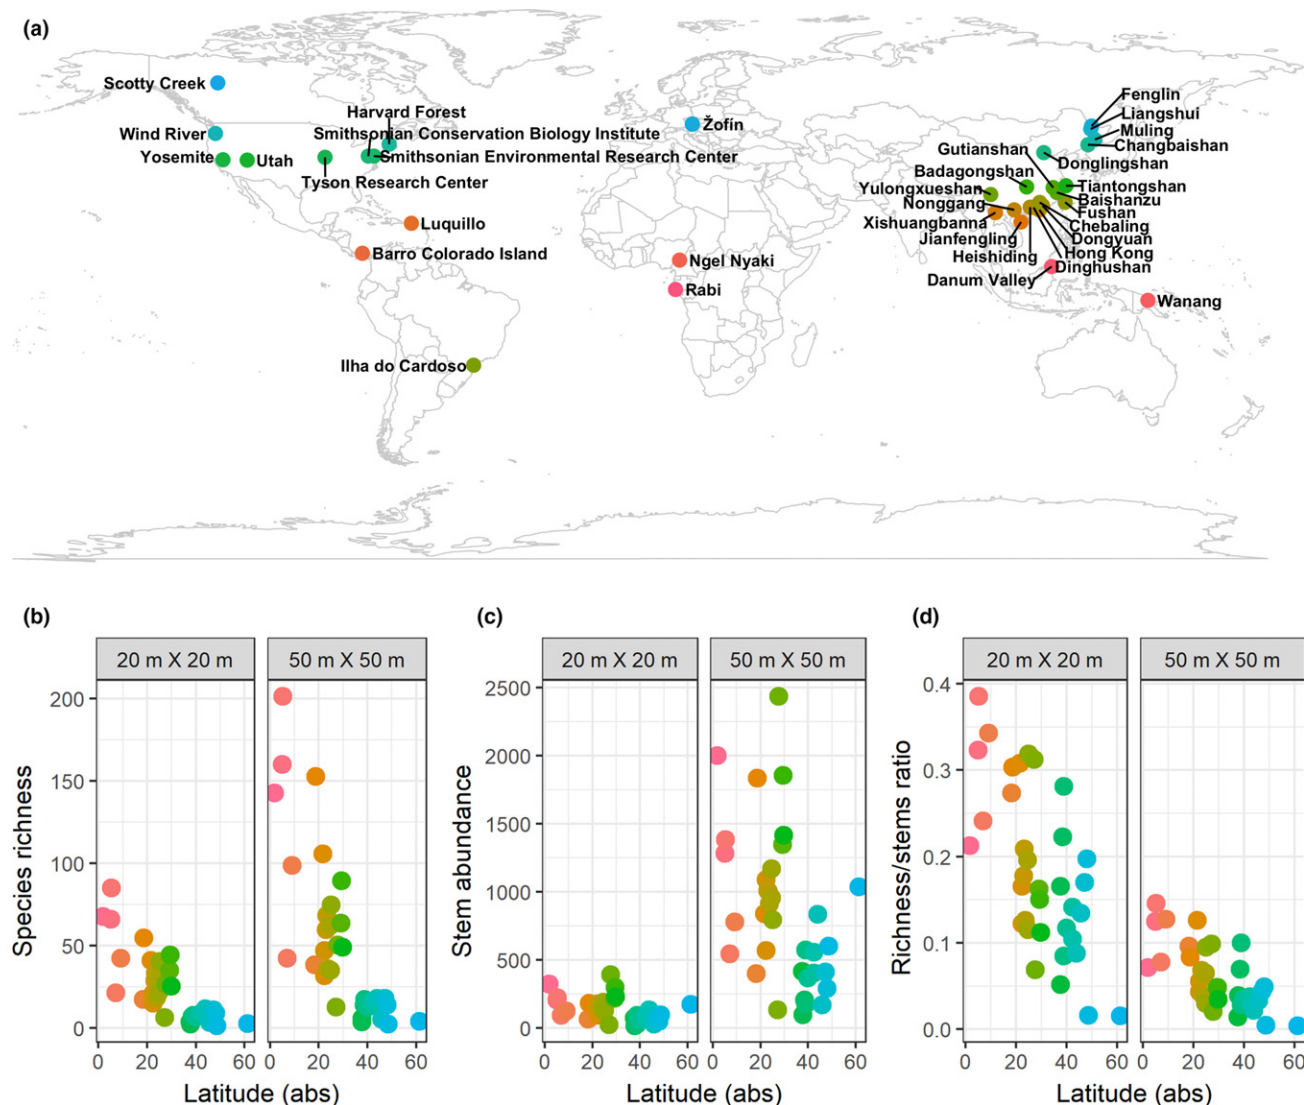 (a)
Scotty Creek
Harvard Forest
Wind River
Smithsonian Conservation Biology Institute
Žofín
Yosemite
Utah
Smithsonian Environmental Research Center
Tyson Research Center
Luquillo
Barro Colorado Island
Ngel Nyaki
Rabi
Ilha do Cardoso
Fenglin
Liangshui
Muling
Changbaishan
Gutianshan
Donglingshan
Badagongshan
Tiantongshan
Yulongxueshan
Baishanzu
Nonggang
Fushan
Xishuangbanna
Chebaling
Jianfengling
Dongyuan
Heishiding
Hong Kong
Dinghushan
Danum Valley
Wanang
(b)
20 m X 20 m
50 m X 50 m
Species richness
200
150
100
50
0
0 20 40 60
0 20 40 60
Latitude (abs)
(c)
20 m X 20 m
50 m X 50 m
Stem abundance
2500
2000
1500
1000
500
0
0 20 40 60
0 20 40 60
Latitude (abs)
(d)
20 m X 20 m
50 m X 50 m
Richness/stems ratio
0.4
0.3
0.2
0.1
0.0
0 20 40 60
0 20 40 60
Latitude (abs)